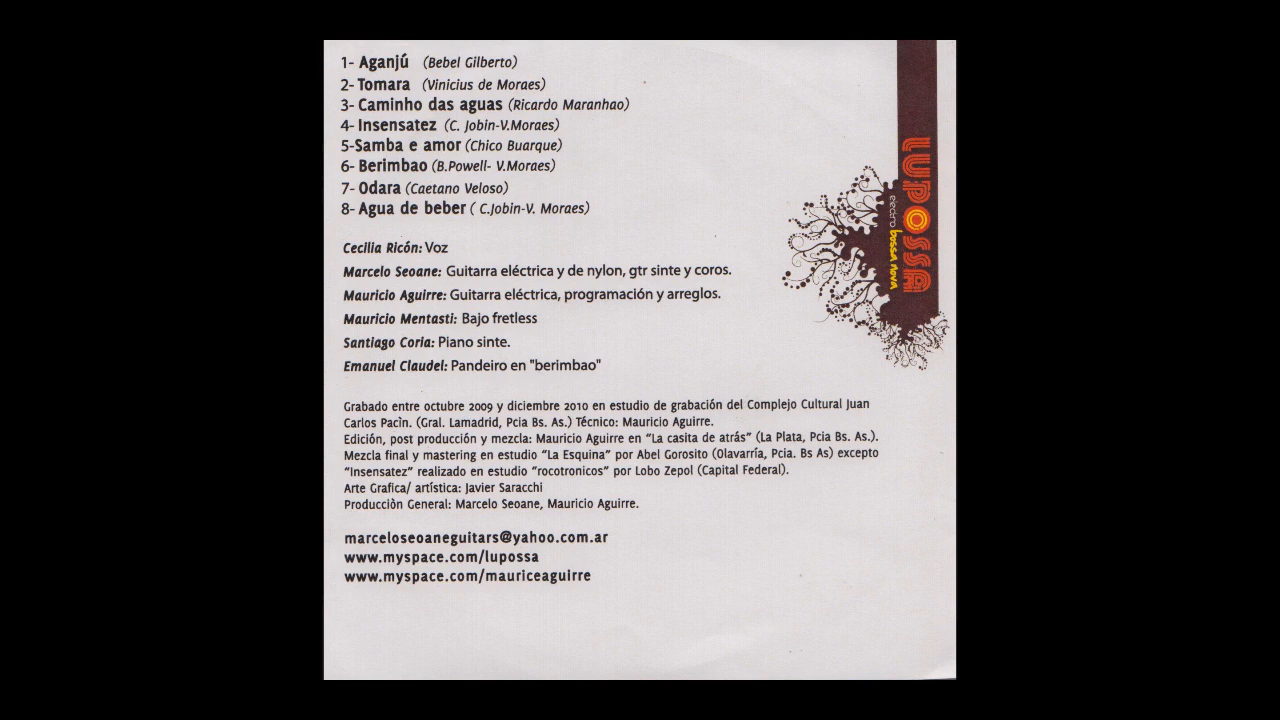 1- Aganjú (Bebel Gilberto)
2- Tomara (Vinicius de Moraes)
3- Caminho das aguas (Ricardo Maranhao)
4- Insensatez (C. Jobin-V.Moraes)
5-Samba e amor (Chico Buarque)
6- Berimbao (B.Powell- V.Moraes)
7- Odara (Caetano Veloso)
8- Agua de beber ( C.Jobin-V. Moraes)
Cecilia Ricón: Voz
Marcelo Seoane: Guitarra eléctrica y de nylon, gtr sinte y coros.
Mauricio Aguirre: Guitarra eléctrica, programación y arreglos.
Mauricio Mentasti: Bajo fretless
Santiago Coria: Piano sinte.
Emanuel Claudel: Pandeiro en "berimbao"
Grabado entre octubre 2009 y diciembre 2010 en estudio de grabación del Complejo Cultural Juan
Carlos Pacìn. (Gral. Lamadrid, Pcia Bs. As.) Técnico: Mauricio Aguirre.
Edición, post producción y mezcla: Mauricio Aguirre en “La casita de atrás” (La Plata, Pcia Bs. As.).
Mezcla final y mastering en estudio “La Esquina” por Abel Gorosito (Olavarría, Pcia. Bs As) excepto
“Insensatez” realizado en estudio “rocotronicos” por Lobo Zepol (Capital Federal).
Arte Grafica/ artística: Javier Saracchi
Producciòn General: Marcelo Seoane, Mauricio Aguirre.
marceloseoaneguitars@yahoo.com.ar
www.myspace.com/lupossa
www.myspace.com/mauriceaguirre
LUPOSSA
electro bossa nova